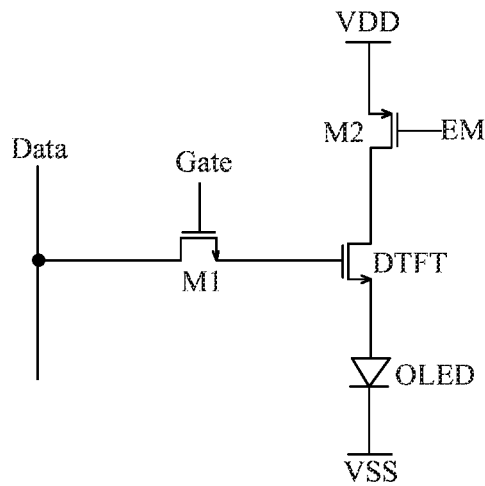 VDD
M2
EM
Data
Gate
M1
DTFT
OLED
VSS